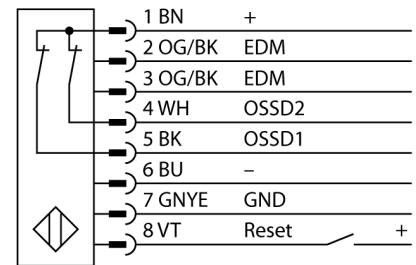 1 BN +
2 OG/BK EDM
3 OG/BK EDM
4 WH OSSD2
5 BK OSSD1
6 BU –
7 GNYE GND
8 VT Reset +